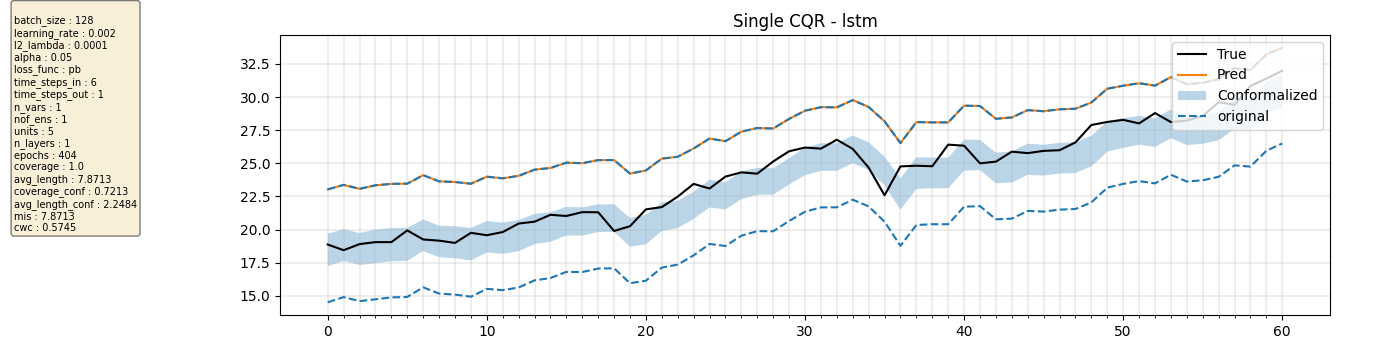 batch_size : 128
learning_rate : 0.002
l2_lambda : 0.0001
alpha : 0.05
loss_func : pb
time_steps_in : 6
time_steps_out : 1
n_vars : 1
nof_ens : 1
units : 5
n_layers : 1
epochs : 404
coverage : 1.0
avg_length : 7.8713
coverage_conf : 0.7213
avg_length_conf : 2.2484
mis : 7.8713
cwc : 0.5745
Single CQR - lstm
True
Pred
Conformalized
original
32.5
30.0
27.5
25.0
22.5
20.0
17.5
15.0
0 10 20 30 40 50 60